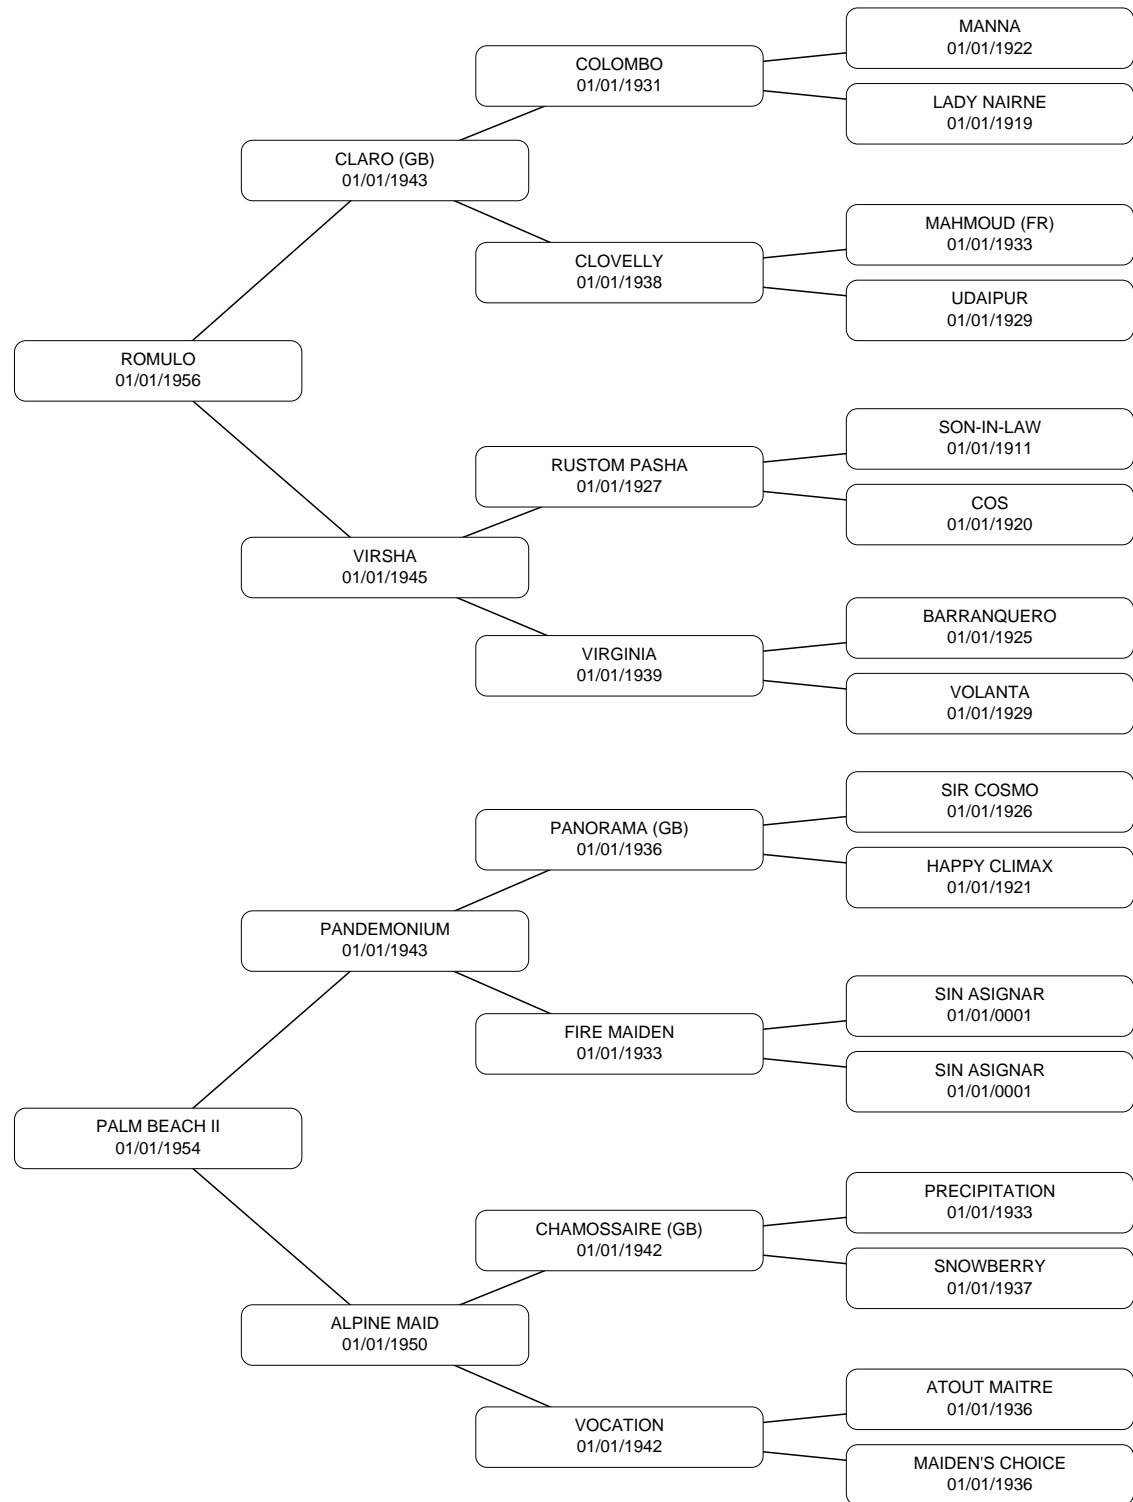 MANNA
01/01/1922
COLOMBO
01/01/1931
LADY NAIRNE
01/01/1919
CLARO (GB)
01/01/1943
MAHMOUD (FR)
01/01/1933
CLOVELLY
01/01/1938
UDAIPUR
01/01/1929
ROMULO
01/01/1956
SON-IN-LAW
01/01/1911
RUSTOM PASHA
01/01/1927
COS
01/01/1920
VIRSHA
01/01/1945
BARRANQUERO
01/01/1925
VIRGINIA
01/01/1939
VOLANTA
01/01/1929
SIR COSMO
01/01/1926
PANORAMA (GB)
01/01/1936
HAPPY CLIMAX
01/01/1921
PANDEMONIUM
01/01/1943
SIN ASIGNAR
01/01/0001
FIRE MAIDEN
01/01/1933
SIN ASIGNAR
01/01/0001
PALM BEACH II
01/01/1954
PRECIPITATION
01/01/1933
CHAMOSSAIRE (GB)
01/01/1942
SNOWBERRY
01/01/1937
ALPINE MAID
01/01/1950
ATOUT MAITRE
01/01/1936
VOCATION
01/01/1942
MAIDEN'S CHOICE
01/01/1936